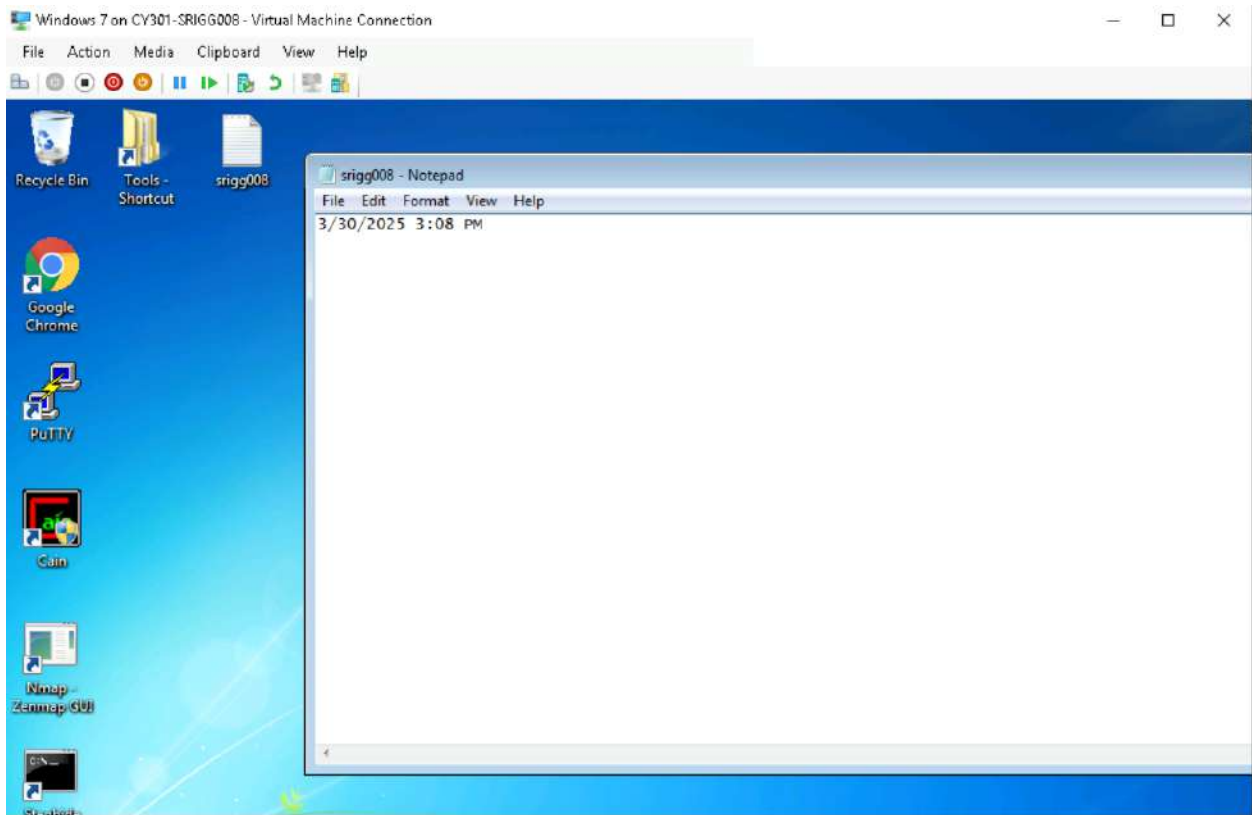 Windows 7 on CY301-SRIGG008 - Virtual Machine Connection
File Action Media Clipboard View Help
Recycle Bin
Tools -
Shortcut
srigg008
Google
Chrome
PuTTY
Cain
Nmap -
Zenmap GUI
C:\_
srigg008 - Notepad
File Edit Format View Help
3/30/2025 3:08 PM